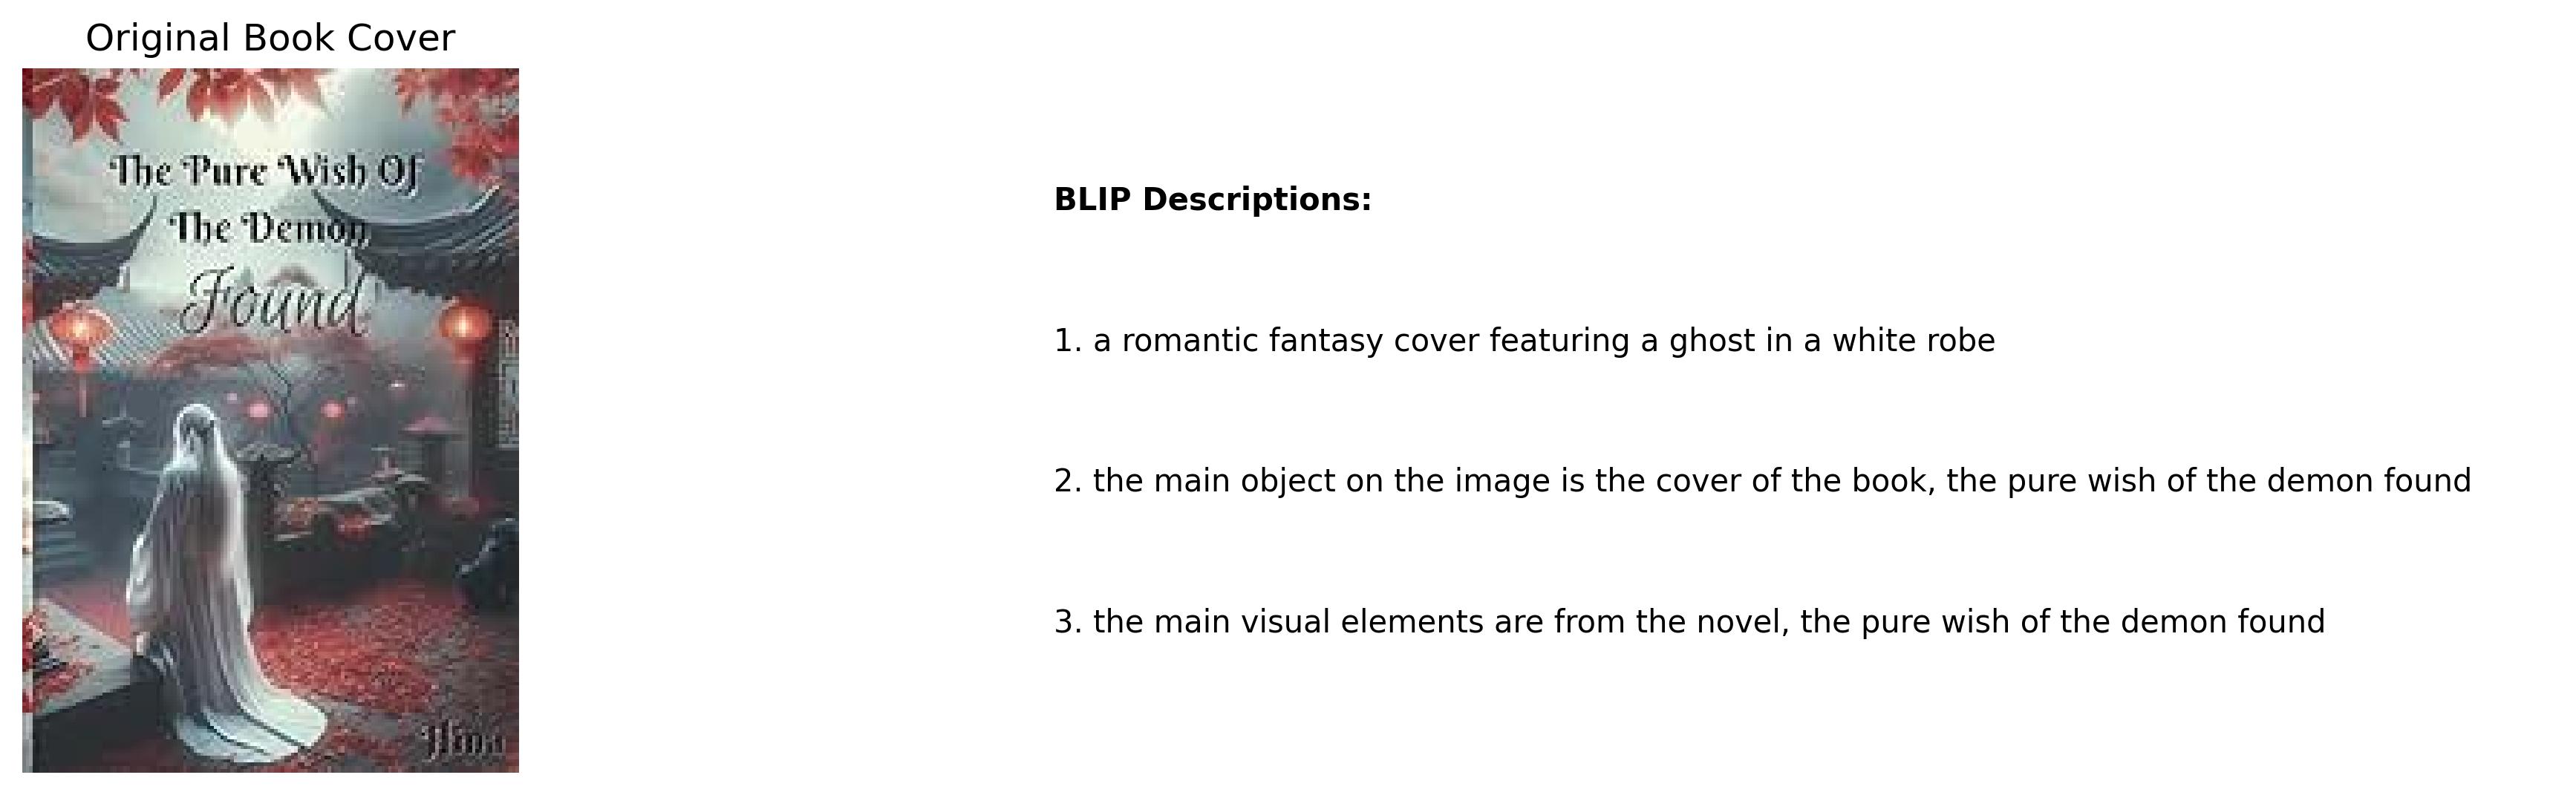 Original Book Cover
The Pure Wish Of
The Demon
Found
BLIP Descriptions:
1. a romantic fantasy cover featuring a ghost in a white robe
2. the main object on the image is the cover of the book, the pure wish of the demon found
3. the main visual elements are from the novel, the pure wish of the demon found